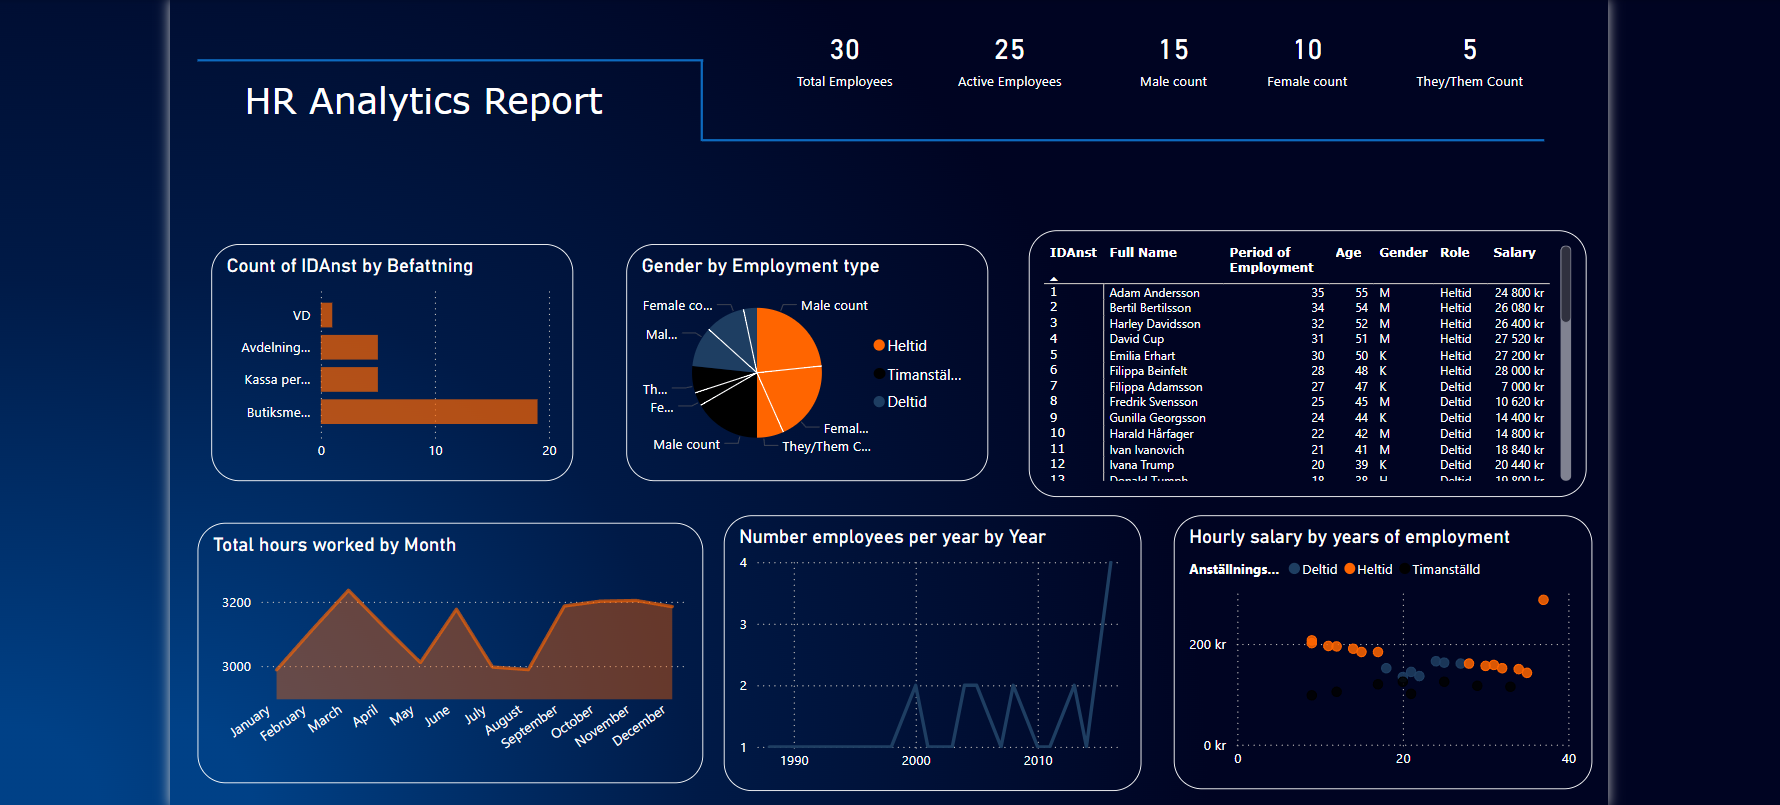 HR Analytics Report
30
Total Employees
25
Active Employees
15
Male count
10
Female count
5
They/Them Count
Count of IDAnst by Befattning
VD
Avdelning...
Kassa per...
Butiksme...
0 10 20
Gender by Employment type
Female co...
Male count
Mal...
Th...
Fe...
Male count
Femal...
They/Them C...
Heltid
Timanstäl...
Deltid
IDAnst Full Name Period of Employment Age Gender Role Salary
1 Adam Andersson 35 55 M Heltid 24 800 kr
2 Bertil Bertilsson 34 54 M Heltid 26 080 kr
3 Harley Davidsson 32 52 M Heltid 26 400 kr
4 David Cup 31 51 M Heltid 27 520 kr
5 Emilia Erhart 30 50 K Heltid 27 200 kr
6 Filippa Beinfelt 28 48 K Heltid 28 000 kr
7 Filippa Adamsson 27 47 K Deltid 7 000 kr
8 Fredrik Svensson 25 45 M Deltid 10 620 kr
9 Gunilla Georgsson 24 44 K Deltid 14 400 kr
10 Harald Hårfager 22 42 M Deltid 14 800 kr
11 Ivan Ivanovich 21 41 M Deltid 18 840 kr
12 Ivana Trump 20 39 K Deltid 20 440 kr
13 Donald Tumph 18 38 H Deltid 19 800 kr
Total hours worked by Month
3200
3000
January February March April May June July August September October November December
Number employees per year by Year
4
3
2
1
1990 2000 2010
Hourly salary by years of employment
Anställnings... Deltid Heltid Timanställd
200 kr
0 kr
0 20 40